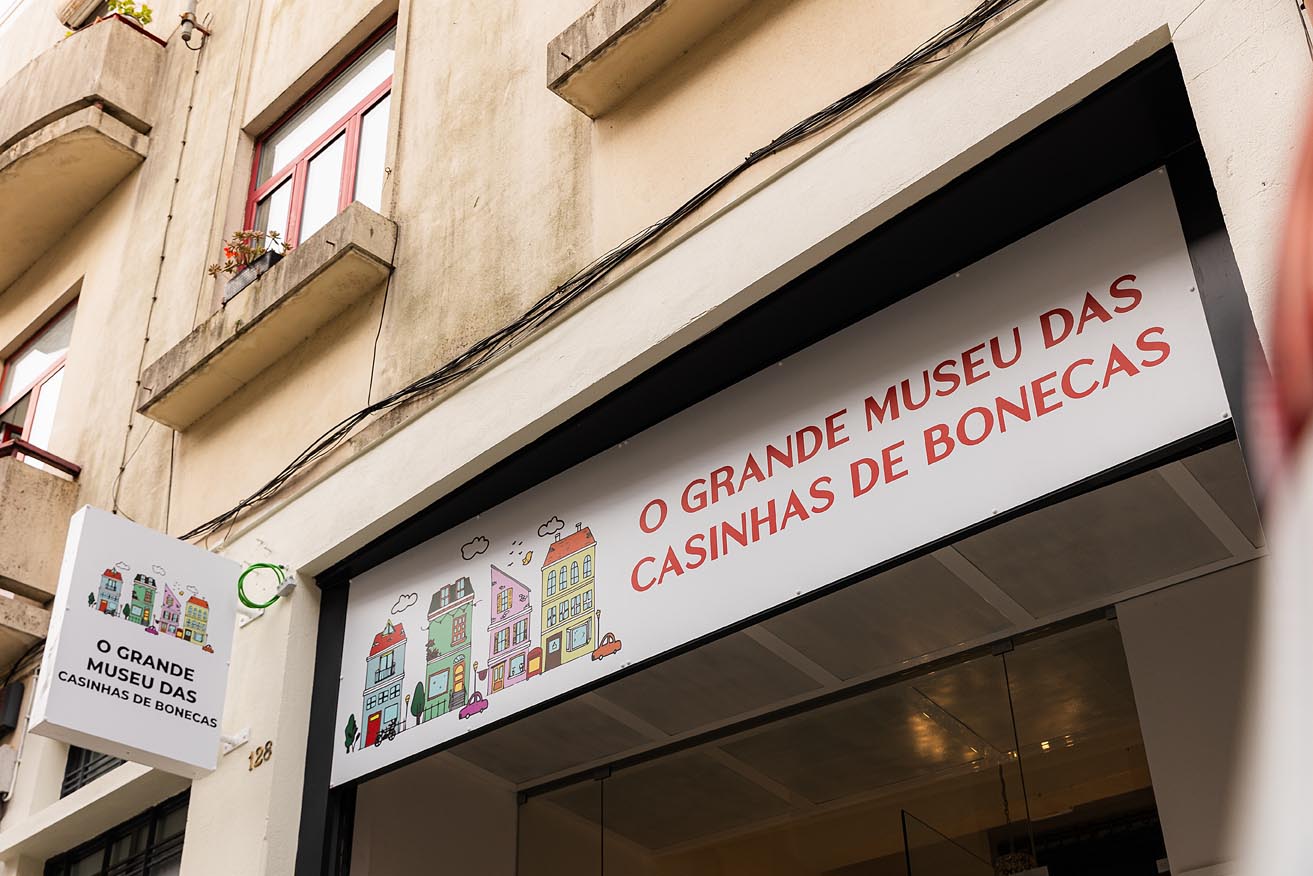 O GRANDE MUSEU DAS
CASINHAS DE BONECAS
O GRANDE
MUSEU DAS
CASINHAS DE BONECAS
128